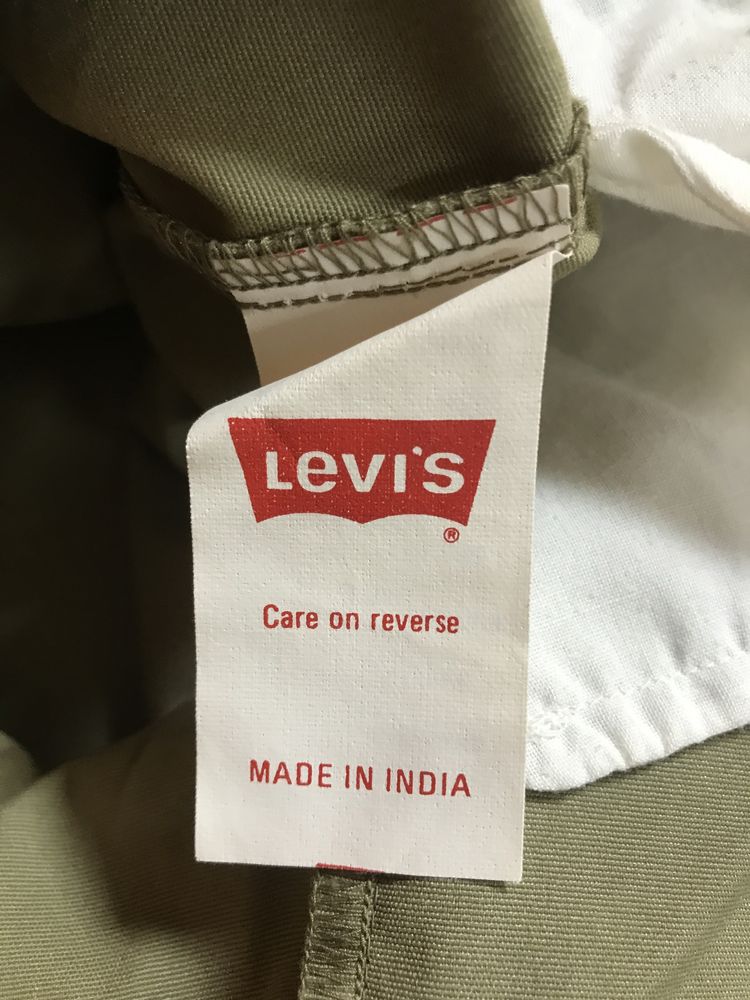 Levi's
®
Care on reverse
MADE IN INDIA